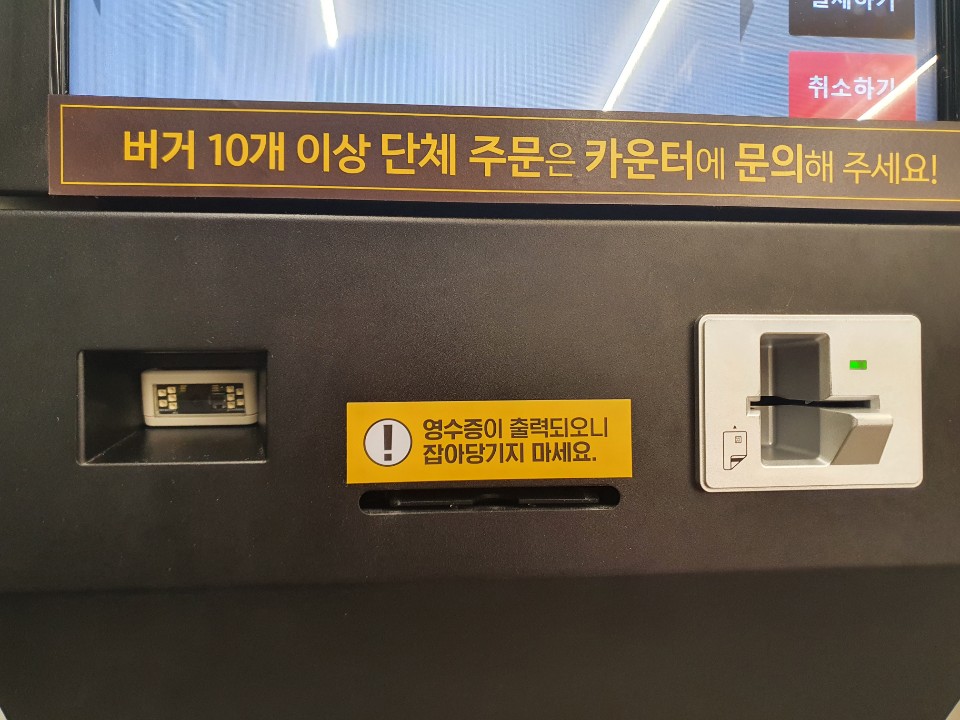 취소하기
버거 10개 이상 단체 주문은 카운터에 문의해 주세요!
영수증이 출력되오니
잡아당기지 마세요.